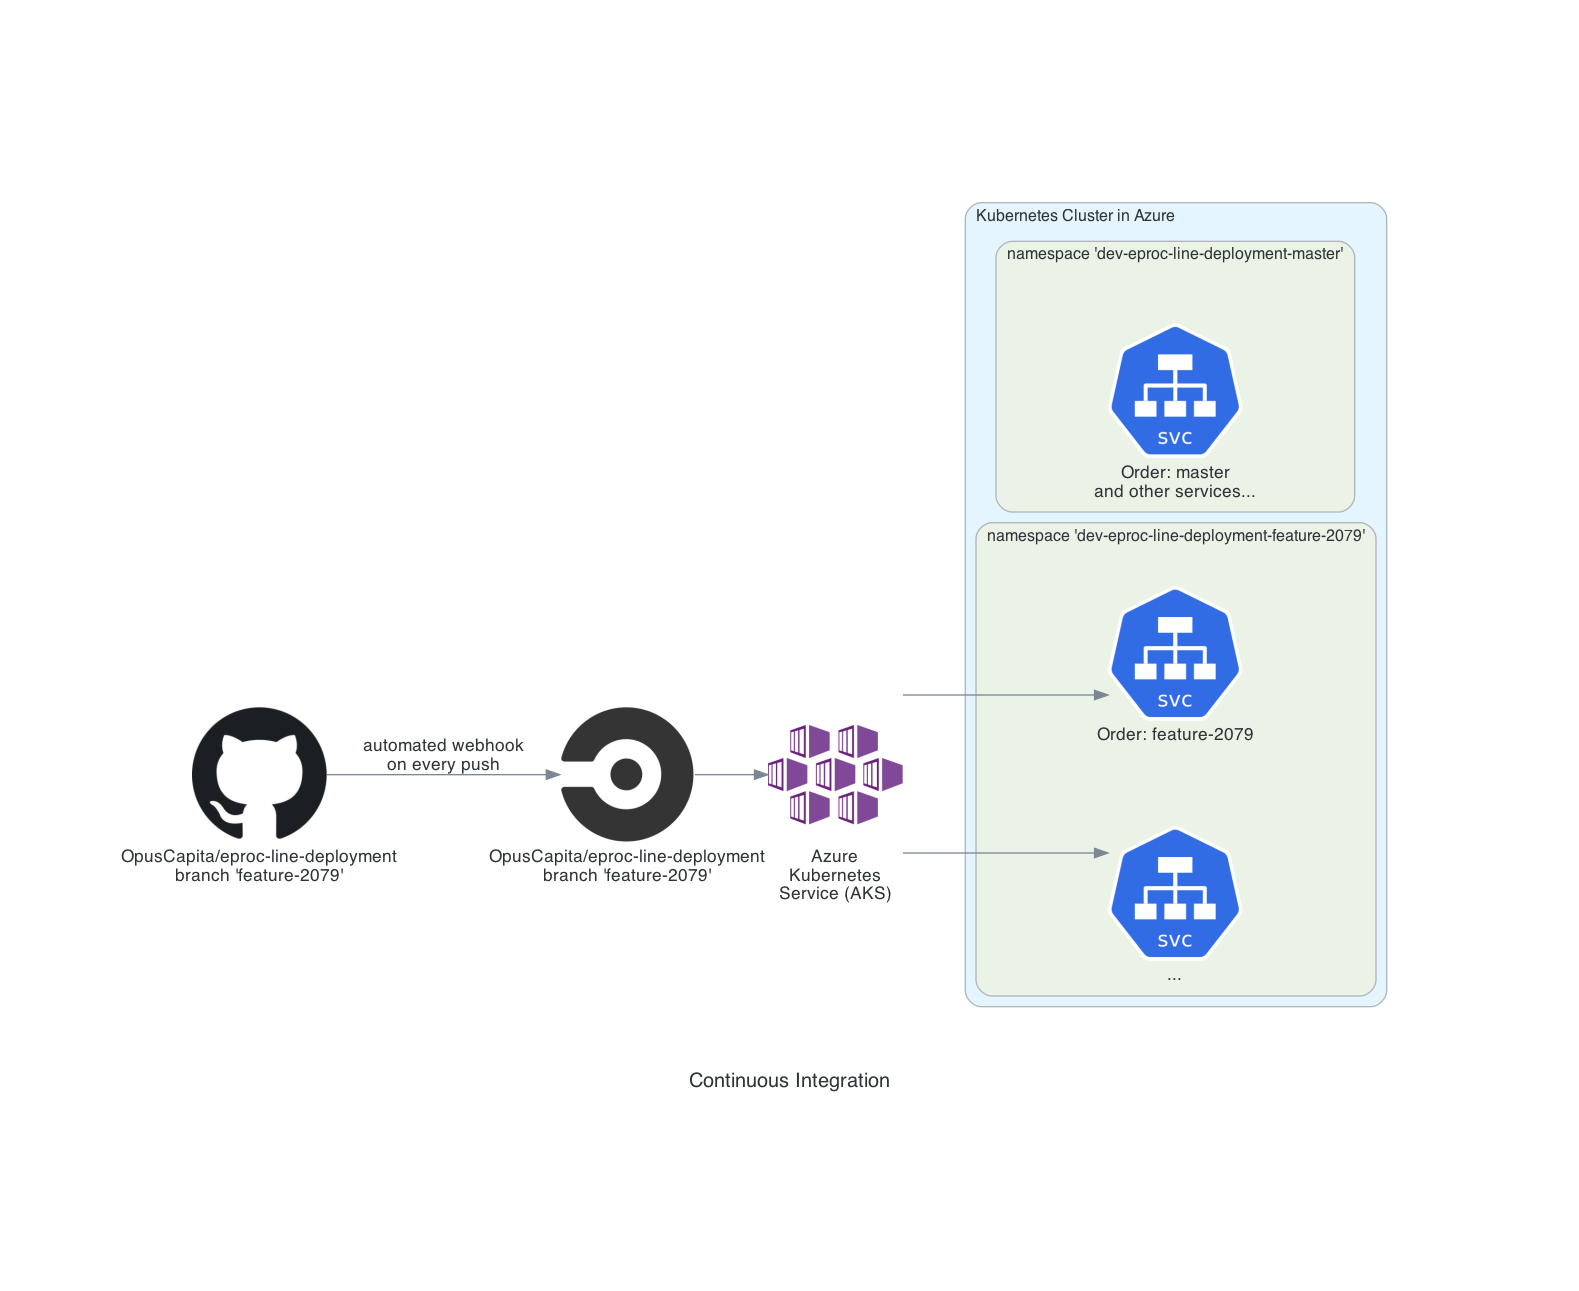 Kubernetes Cluster in Azure
namespace 'dev-eproc-line-deployment-master'
svc
Order: master
and other services...
namespace 'dev-eproc-line-deployment-feature-2079'
svc
Order: feature-2079
svc
...
automated webhook
on every push
OpusCapita/eproc-line-deployment
branch 'feature-2079'
OpusCapita/eproc-line-deployment
branch 'feature-2079'
Azure
Kubernetes
Service (AKS)
Continuous Integration